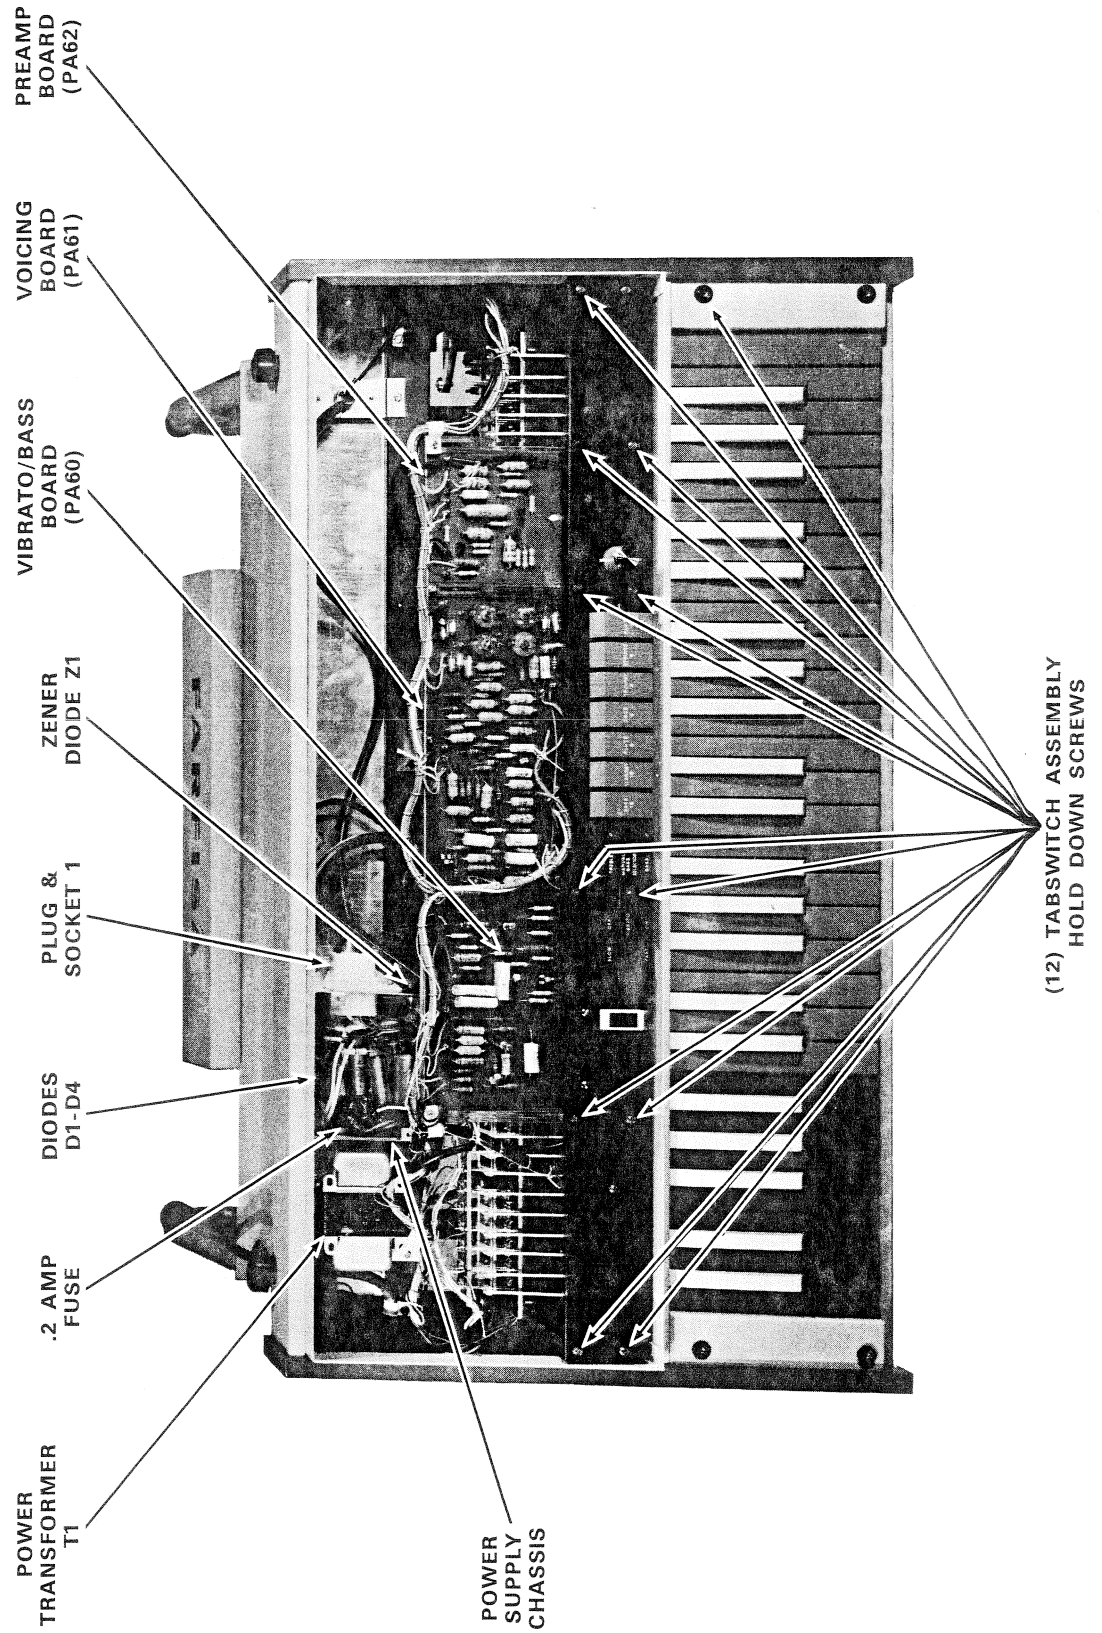 POWER
TRANSFORMER
T1
.2 AMP
FUSE
DIODES
D1-D4
PLUG &
SOCKET 1
ZENER
DIODE Z1
VIBRATO/BASS
BOARD
(PA60)
VOICING
BOARD
(PA61)
PREAMP
BOARD
(PA62)
FARFISA
POWER
SUPPLY
CHASSIS
(12) TABSWITCH ASSEMBLY
HOLD DOWN SCREWS